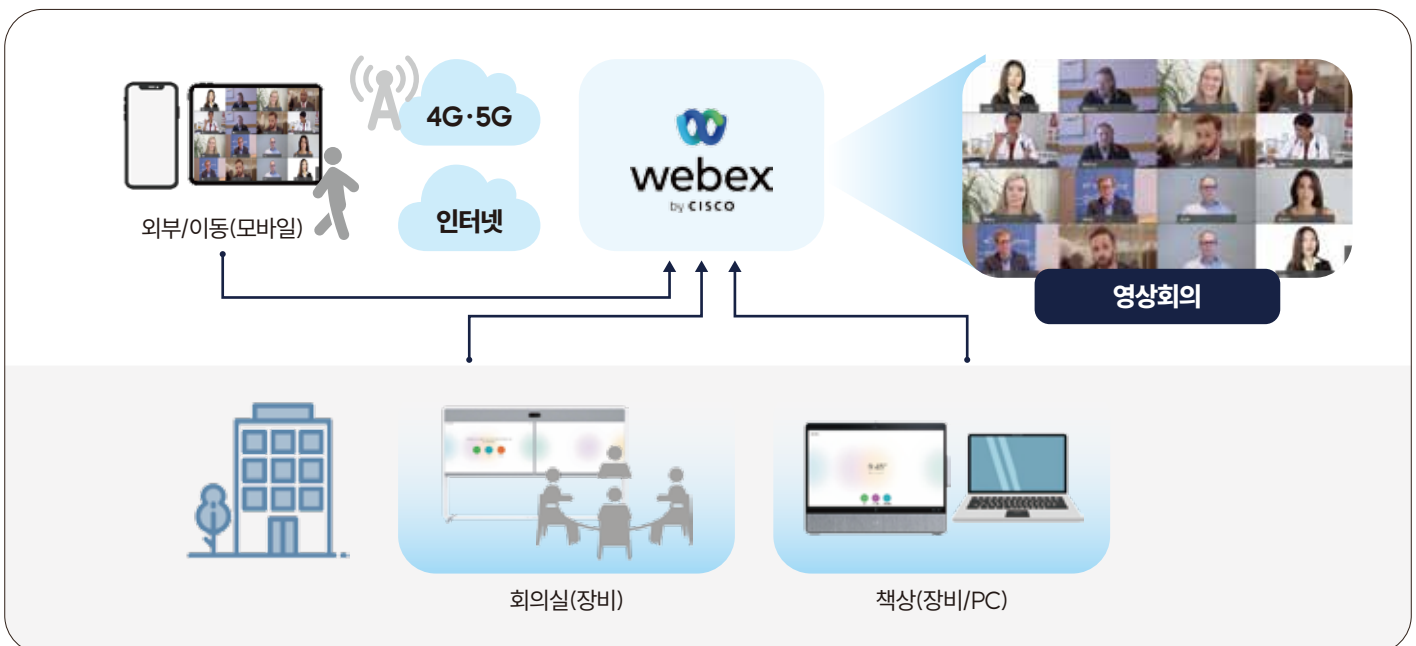 4G·5G
인터넷
외부/이동(모바일)
webex
by CISCO
영상회의
회의실(장비)
책상(장비/PC)